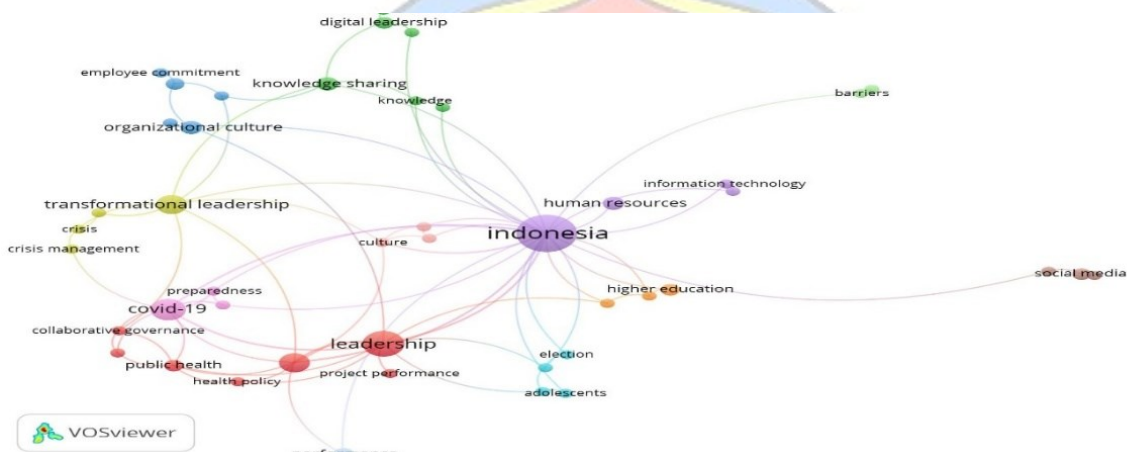 digital leadership
employee commitment
knowledge sharing
knowledge
barriers
organizational culture
information technology
transformational leadership
human resources
crisis
indonesia
culture
crisis management
social media
preparedness
higher education
covid-19
collaborative governance
leadership
election
public health
project performance
health policy
adolescents
VOSviewer